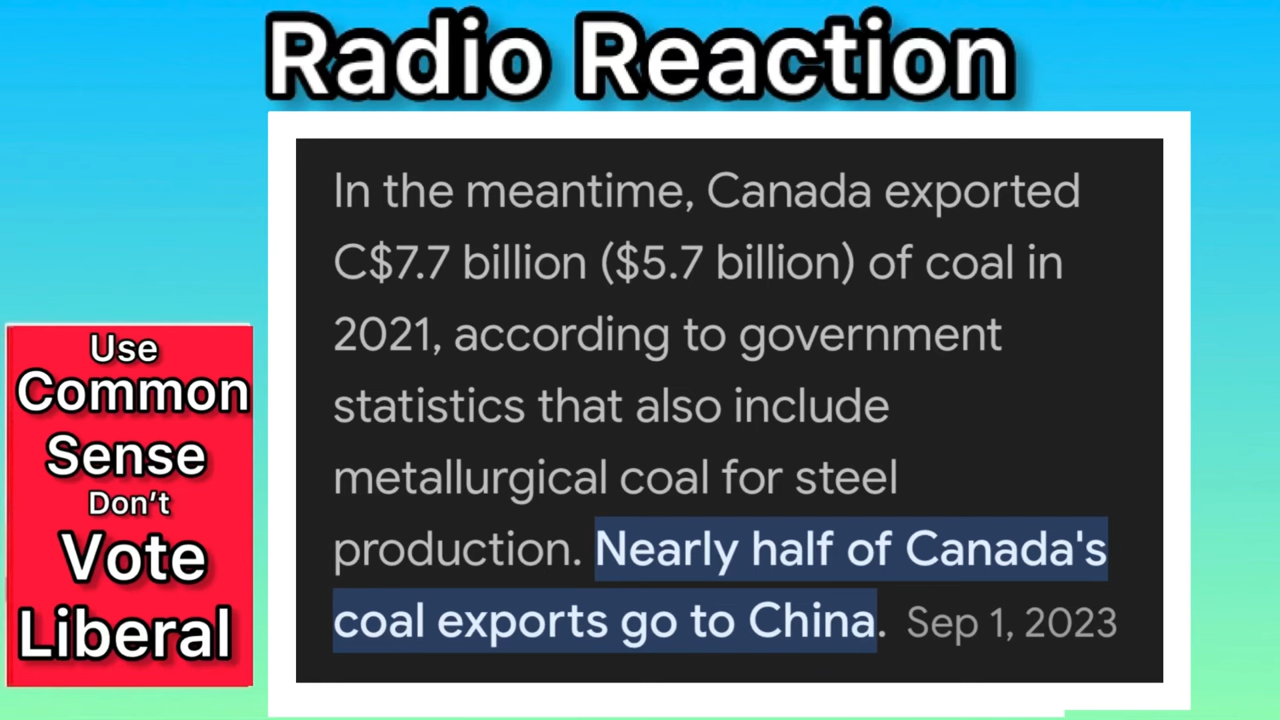 Radio Reaction
In the meantime, Canada exported
C$7.7 billion ($5.7 billion) of coal in
2021, according to government
statistics that also include
metallurgical coal for steel
production. Nearly half of Canada's
coal exports go to China. Sep 1, 2023
Use
Common
Sense
Don't
Vote
Liberal